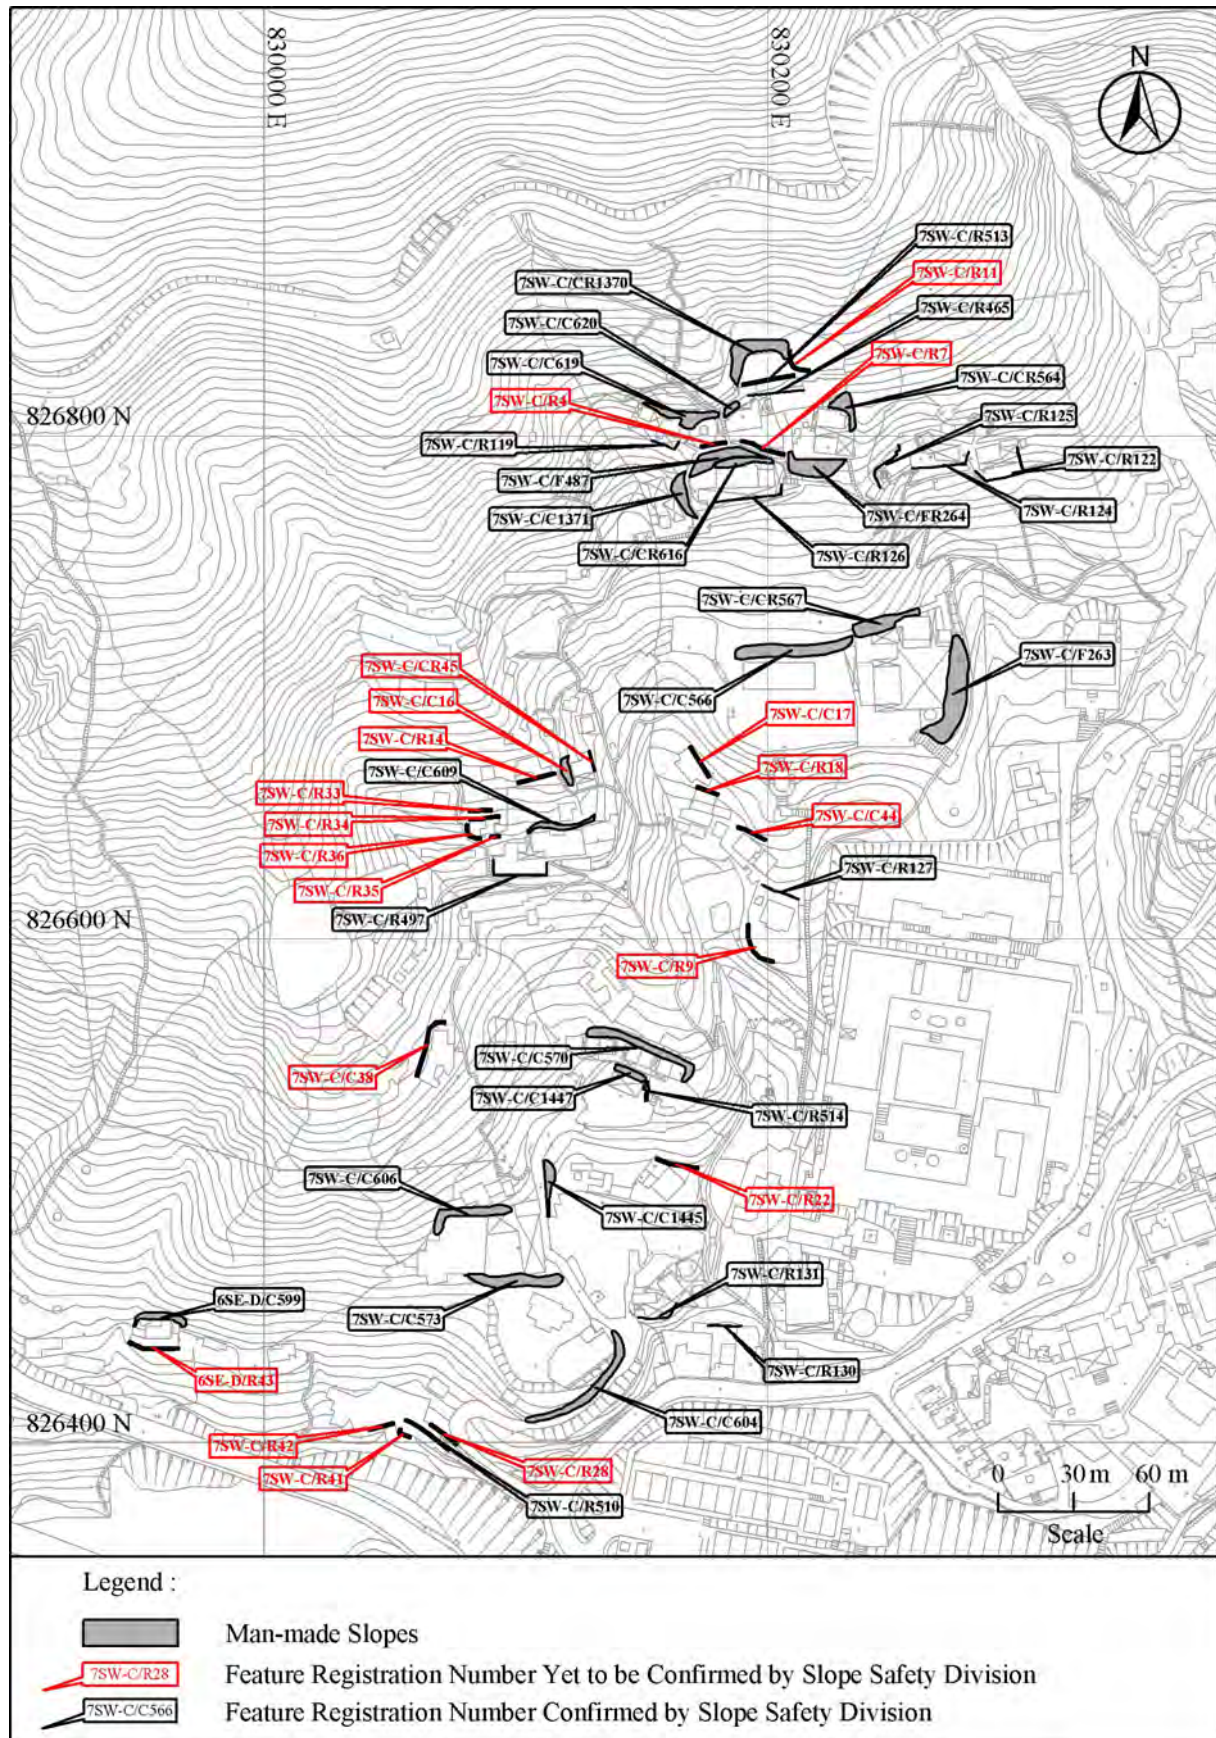 830000 E
830200 E
N
7SW-C/R513
7SW-C/R11
7SW-C/CR1370
7SW-C/R465
7SW-C/C620
7SW-C/R7
7SW-C/C619
7SW-C/CR564
7SW-C/R4
826800 N
7SW-C/R125
7SW-C/R119
7SW-C/R122
7SW-C/F487
7SW-C/R124
7SW-C/C1371
7SW-C/FR264
7SW-C/CR616
7SW-C/R126
7SW-C/CR567
7SW-C/F263
7SW-C/CR45
7SW-C/C16
7SW-C/C566
7SW-C/C17
7SW-C/R14
7SW-C/C609
7SW-C/R18
7SW-C/R33
7SW-C/R34
7SW-C/C44
7SW-C/R36
7SW-C/R127
7SW-C/R35
826600 N
7SW-C/R497
7SW-C/R9
7SW-C/C570
7SW-C/C38
7SW-C/C1447
7SW-C/R514
7SW-C/C606
7SW-C/R22
7SW-C/C1445
7SW-C/R131
6SE-D/C599
7SW-C/C573
7SW-C/R130
6SE-D/R43
826400 N
7SW-C/C604
7SW-C/R42
7SW-C/R41
7SW-C/R28
7SW-C/R510
0 30 m 60 m
Scale
Legend :
Man-made Slopes
7SW-C/R28 Feature Registration Number Yet to be Confirmed by Slope Safety Division
7SW-C/C566 Feature Registration Number Confirmed by Slope Safety Division